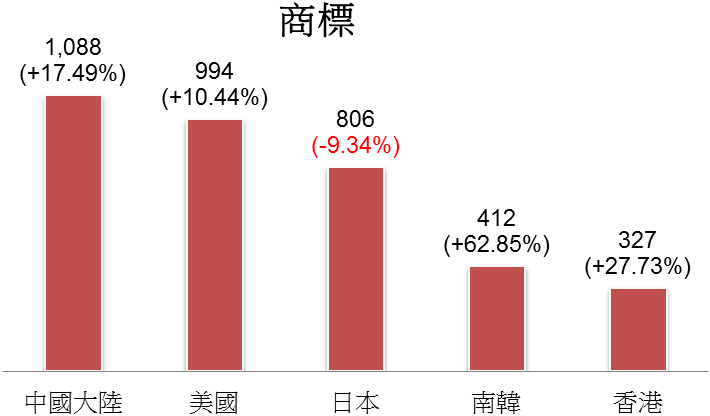 商標
1,088
(+17.49%)
994
(+10.44%)
806
(-9.34%)
412
(+62.85%)
327
(+27.73%)
中國大陸
美國
日本
南韓
香港